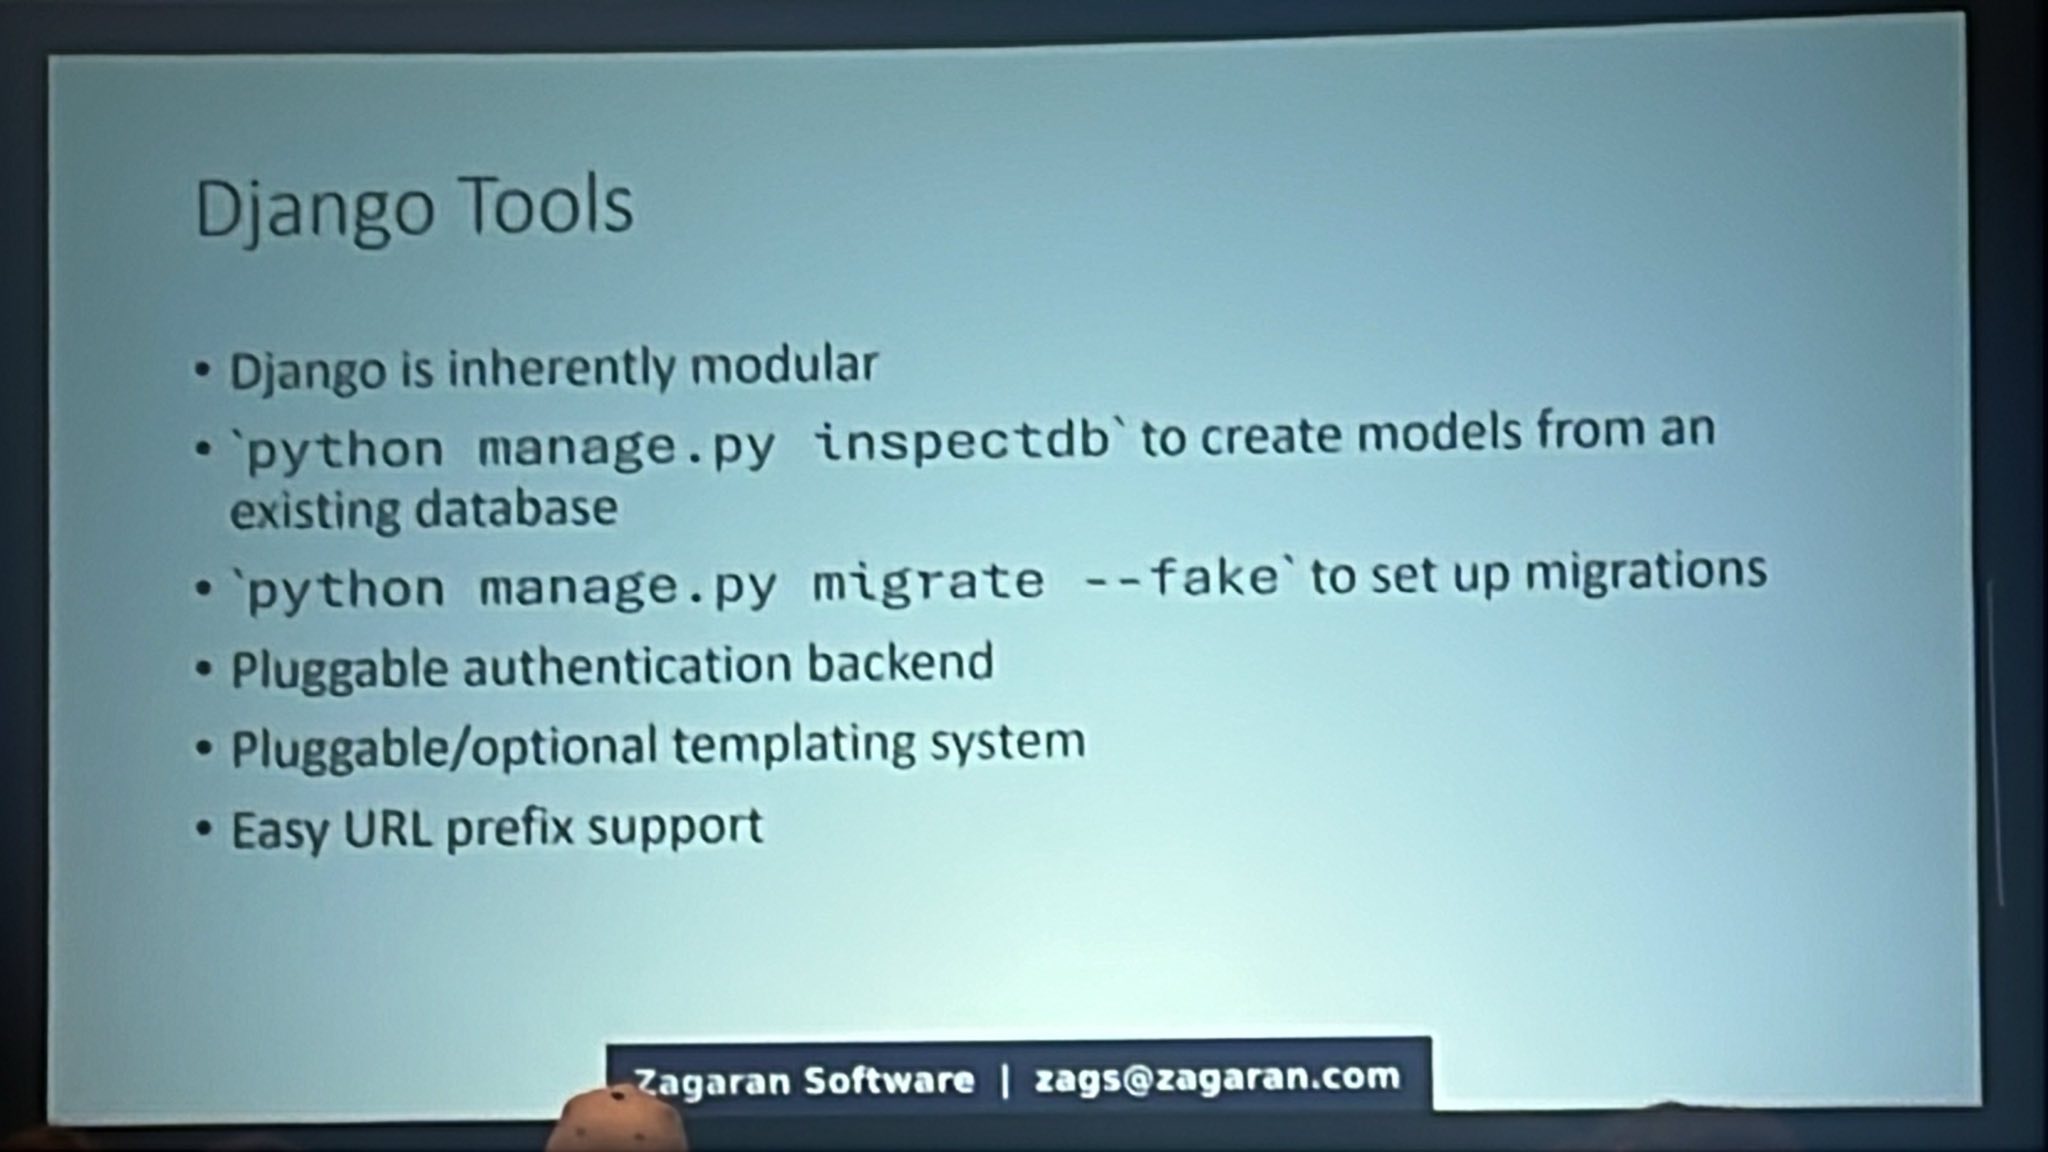 Django Tools
• Django is inherently modular
• `python manage.py inspectdb` to create models from an
existing database
• `python manage.py migrate --fake` to set up migrations
• Pluggable authentication backend
• Pluggable/optional templating system
• Easy URL prefix support
Zagaran Software | zags@zagaran.com